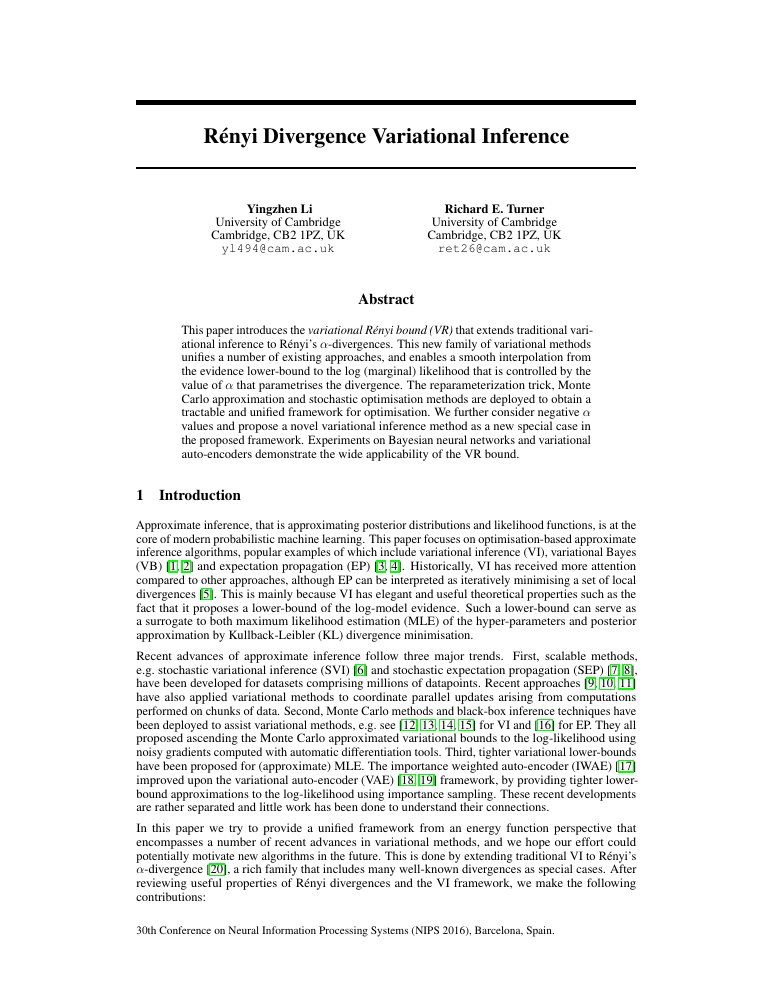 Rényi Divergence Variational Inference
Yingzhen Li
University of Cambridge
Cambridge, CB2 1PZ, UK
yl494@cam.ac.uk
Richard E. Turner
University of Cambridge
Cambridge, CB2 1PZ, UK
ret26@cam.ac.uk
Abstract
This paper introduces the variational Rényi bound (VR) that extends traditional vari-
ational inference to Rényi's α-divergences. This new family of variational methods
unifies a number of existing approaches, and enables a smooth interpolation from
the evidence lower-bound to the log (marginal) likelihood that is controlled by the
value of α that parametrises the divergence. The reparameterization trick, Monte
Carlo approximation and stochastic optimisation methods are deployed to obtain a
tractable and unified framework for optimisation. We further consider negative α
values and propose a novel variational inference method as a new special case in
the proposed framework. Experiments on Bayesian neural networks and variational
auto-encoders demonstrate the wide applicability of the VR bound.
1 Introduction
Approximate inference, that is approximating posterior distributions and likelihood functions, is at the
core of modern probabilistic machine learning. This paper focuses on optimisation-based approximate
inference algorithms, popular examples of which include variational inference (VI), variational Bayes
(VB) [1, 2] and expectation propagation (EP) [3, 4]. Historically, VI has received more attention
compared to other approaches, although EP can be interpreted as iteratively minimising a set of local
divergences [5]. This is mainly because VI has elegant and useful theoretical properties such as the
fact that it proposes a lower-bound of the log-model evidence. Such a lower-bound can serve as
a surrogate to both maximum likelihood estimation (MLE) of the hyper-parameters and posterior
approximation by Kullback-Leibler (KL) divergence minimisation.
Recent advances of approximate inference follow three major trends. First, scalable methods,
e.g. stochastic variational inference (SVI) [6] and stochastic expectation propagation (SEP) [7, 8],
have been developed for datasets comprising millions of datapoints. Recent approaches [9, 10, 11]
have also applied variational methods to coordinate parallel updates arising from computations
performed on chunks of data. Second, Monte Carlo methods and black-box inference techniques have
been deployed to assist variational methods, e.g. see [12, 13, 14, 15] for VI and [16] for EP. They all
proposed ascending the Monte Carlo approximated variational bounds to the log-likelihood using
noisy gradients computed with automatic differentiation tools. Third, tighter variational lower-bounds
have been proposed for (approximate) MLE. The importance weighted auto-encoder (IWAE) [17]
improved upon the variational auto-encoder (VAE) [18, 19] framework, by providing tighter lower-
bound approximations to the log-likelihood using importance sampling. These recent developments
are rather separated and little work has been done to understand their connections.
In this paper we try to provide a unified framework from an energy function perspective that
encompasses a number of recent advances in variational methods, and we hope our effort could
potentially motivate new algorithms in the future. This is done by extending traditional VI to Rényi's
α-divergence [20], a rich family that includes many well-known divergences as special cases. After
reviewing useful properties of Rényi divergences and the VI framework, we make the following
contributions:
30th Conference on Neural Information Processing Systems (NIPS 2016), Barcelona, Spain.